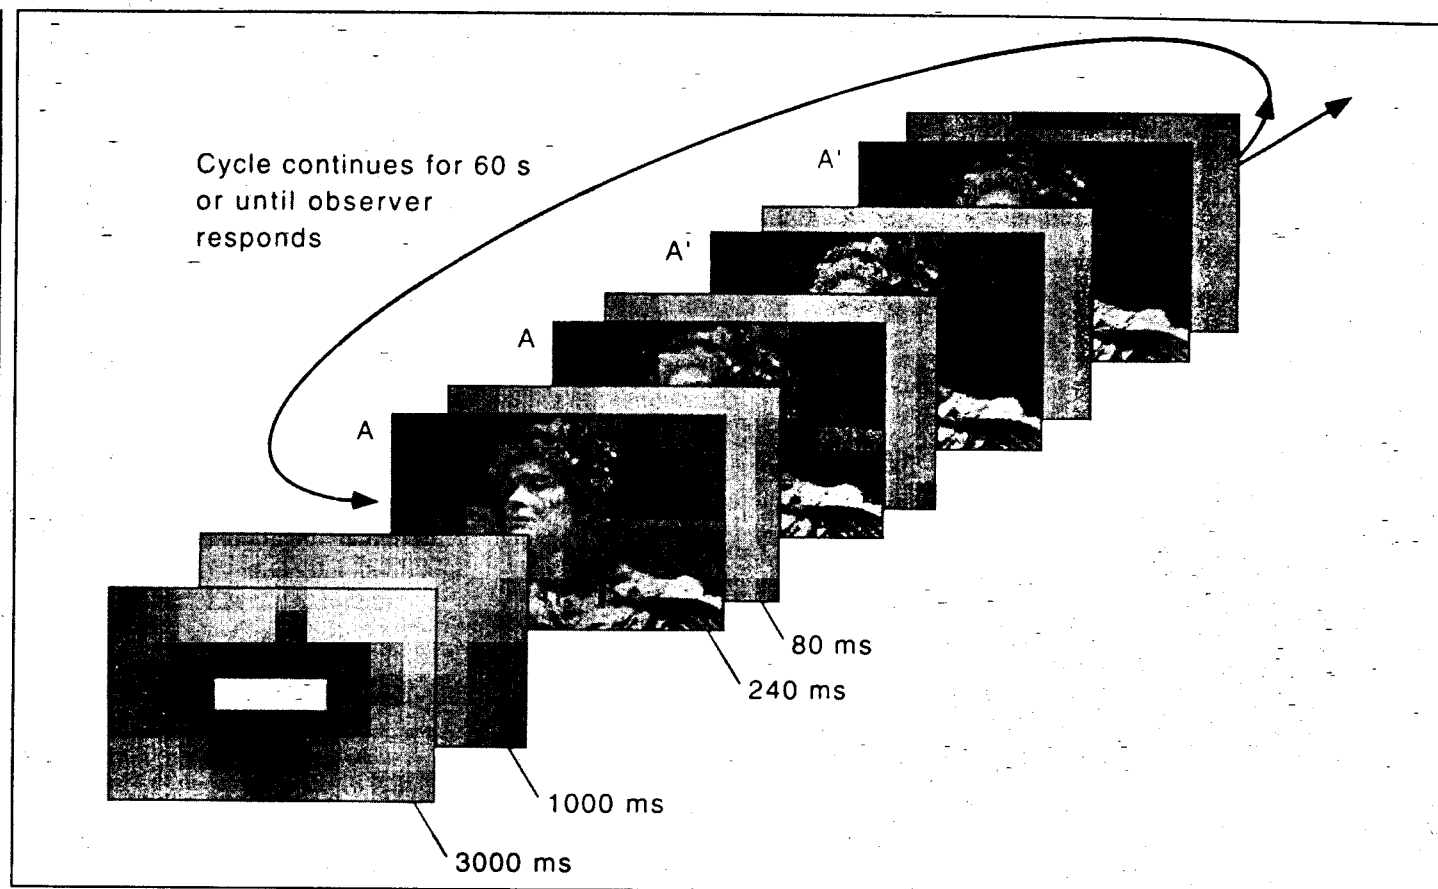 Cycle continues for 60 s
or until observer
responds
A'
A'
A
A
80 ms
240 ms
1000 ms
3000 ms